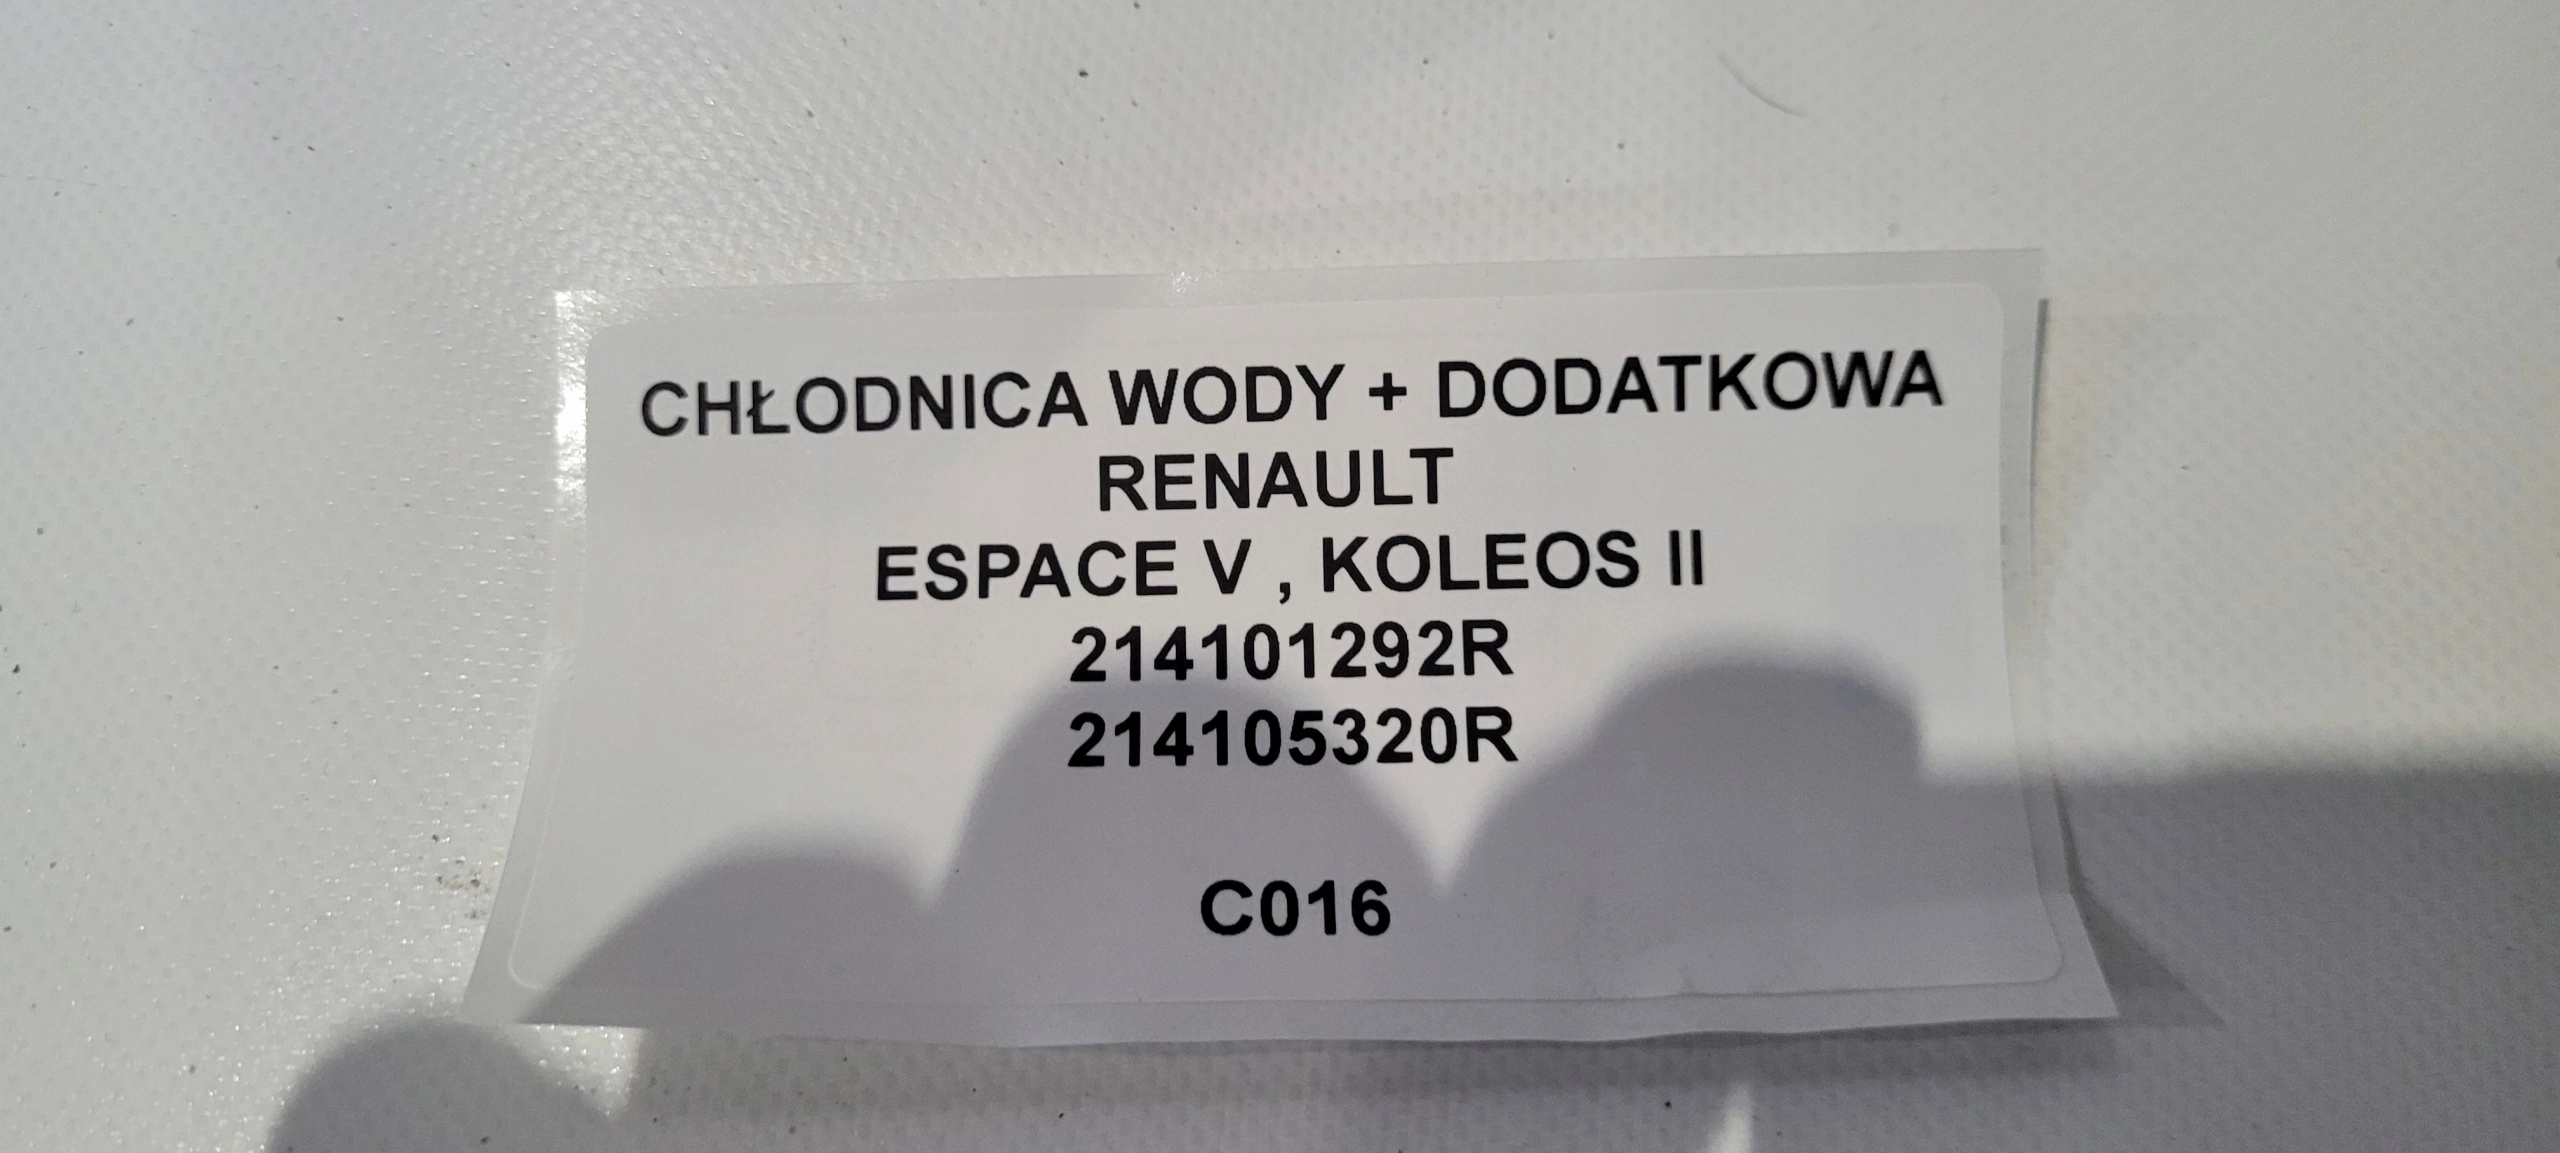 CHŁODNICA WODY + DODATKOWA
RENAULT
ESPACE V , KOLEOS II
214101292R
214105320R
C016